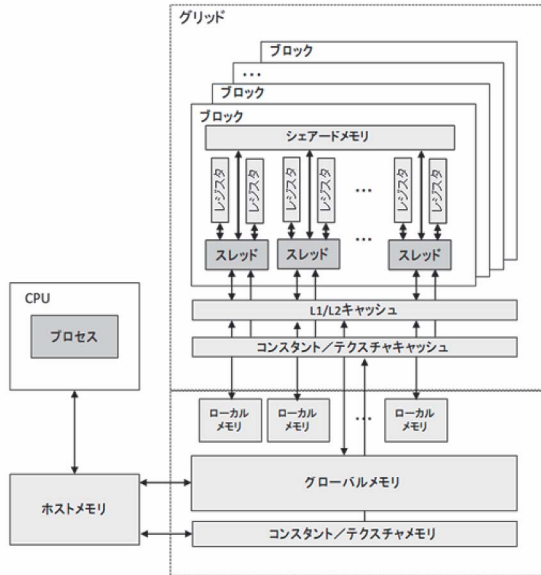 グリッド
ブロック
...
ブロック
ブロック
シェアードメモリ
レジスタ
レジスタ
レジスタ
レジスタ
...
レジスタ
レジスタ
スレッド
スレッド
...
スレッド
L1/L2キャッシュ
コンスタント／テクスチャキャッシュ
CPU
プロセス
ローカル
メモリ
ローカル
メモリ
...
ローカル
メモリ
ホストメモリ
グローバルメモリ
コンスタント／テクスチャメモリ